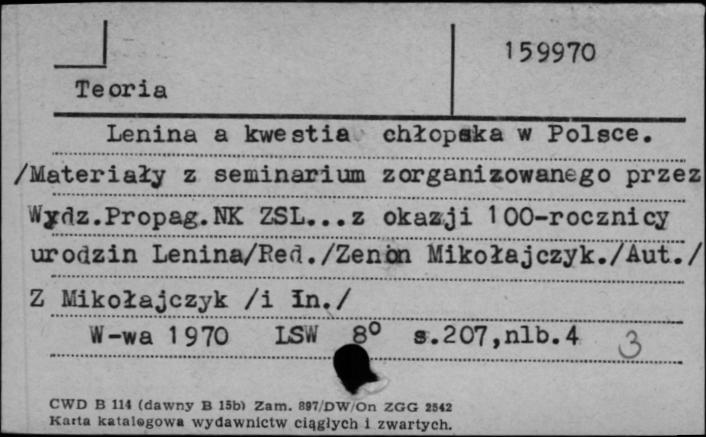 159970
Teoria
Lenina a kwestia chłopska w Polsce.
/Materiały z seminarium zorganizowanego przez
Wydz.Propag.NK ZSL...z okazji 100-rocznicy
urodzin Lenina/Red./Zenon Mikołajczyk./Aut./
Z Mikołajczyk /i In./
W-wa 1970 LSW 8° s.207,nlb.4 3
CWD B 114 (dawny B 15b) Zam. 897/DW/On ZGG 2542
Karta katalogowa wydawnictw ciągłych i zwartych.